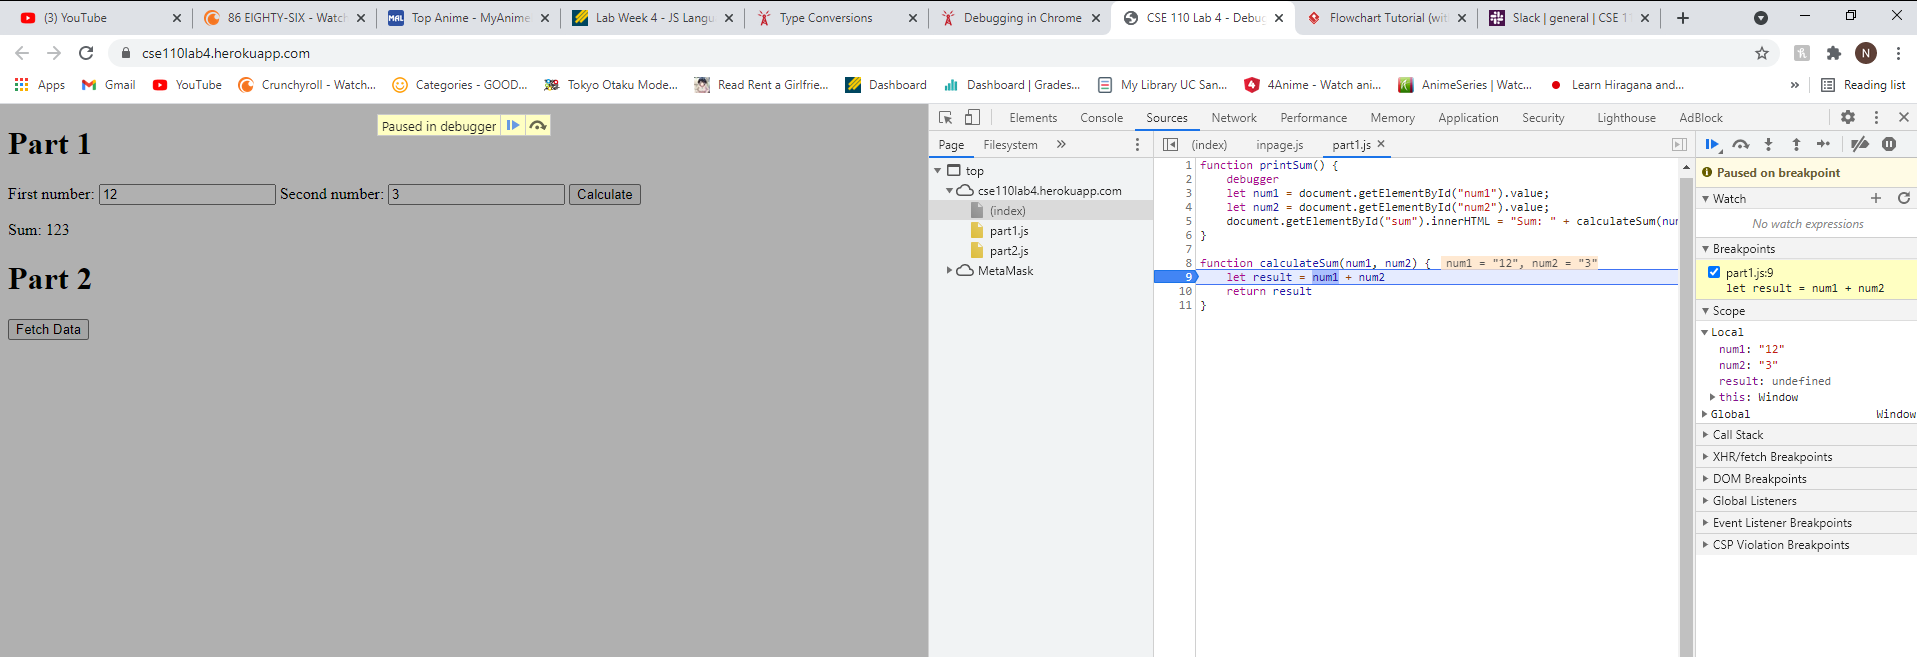 (3) YouTube
86 EIGHTY-SIX - Watch
Top Anime - MyAnime
Lab Week 4 - JS Langu
Type Conversions
Debugging in Chrome
CSE 110 Lab 4 - Debug
Flowchart Tutorial (wit
Slack | general | CSE 1
cse110lab4.herokuapp.com
N
Apps
Gmail
YouTube
Crunchyroll - Watch...
Categories - GOOD...
Tokyo Otaku Mode...
Read Rent a Girlfrie...
Dashboard
Dashboard | Grades...
My Library UC San...
4Anime - Watch ani...
AnimeSeries | Watc...
Learn Hiragana and...
»
Reading list
Paused in debugger
Part 1
First number: 12 Second number: 3 Calculate
Sum: 123
Part 2
Fetch Data
Elements Console Sources Network Performance Memory Application Security Lighthouse AdBlock
Page Filesystem »
top
cse110lab4.herokuapp.com
(index)
part1.js
part2.js
MetaMask
(index) inpage.js part1.js
1 function printSum() {
2 debugger
3 let num1 = document.getElementById("num1").value;
4 let num2 = document.getElementById("num2").value;
5 document.getElementById("sum").innerHTML = "Sum: " + calculateSum(nu
6 }
7
8 function calculateSum(num1, num2) { num1 = "12", num2 = "3"
9 let result = num1 + num2
10 return result
11 }
Paused on breakpoint
Watch
No watch expressions
Breakpoints
part1.js:9
let result = num1 + num2
Scope
Local
num1: "12"
num2: "3"
result: undefined
this: Window
Global Window
Call Stack
XHR/fetch Breakpoints
DOM Breakpoints
Global Listeners
Event Listener Breakpoints
CSP Violation Breakpoints